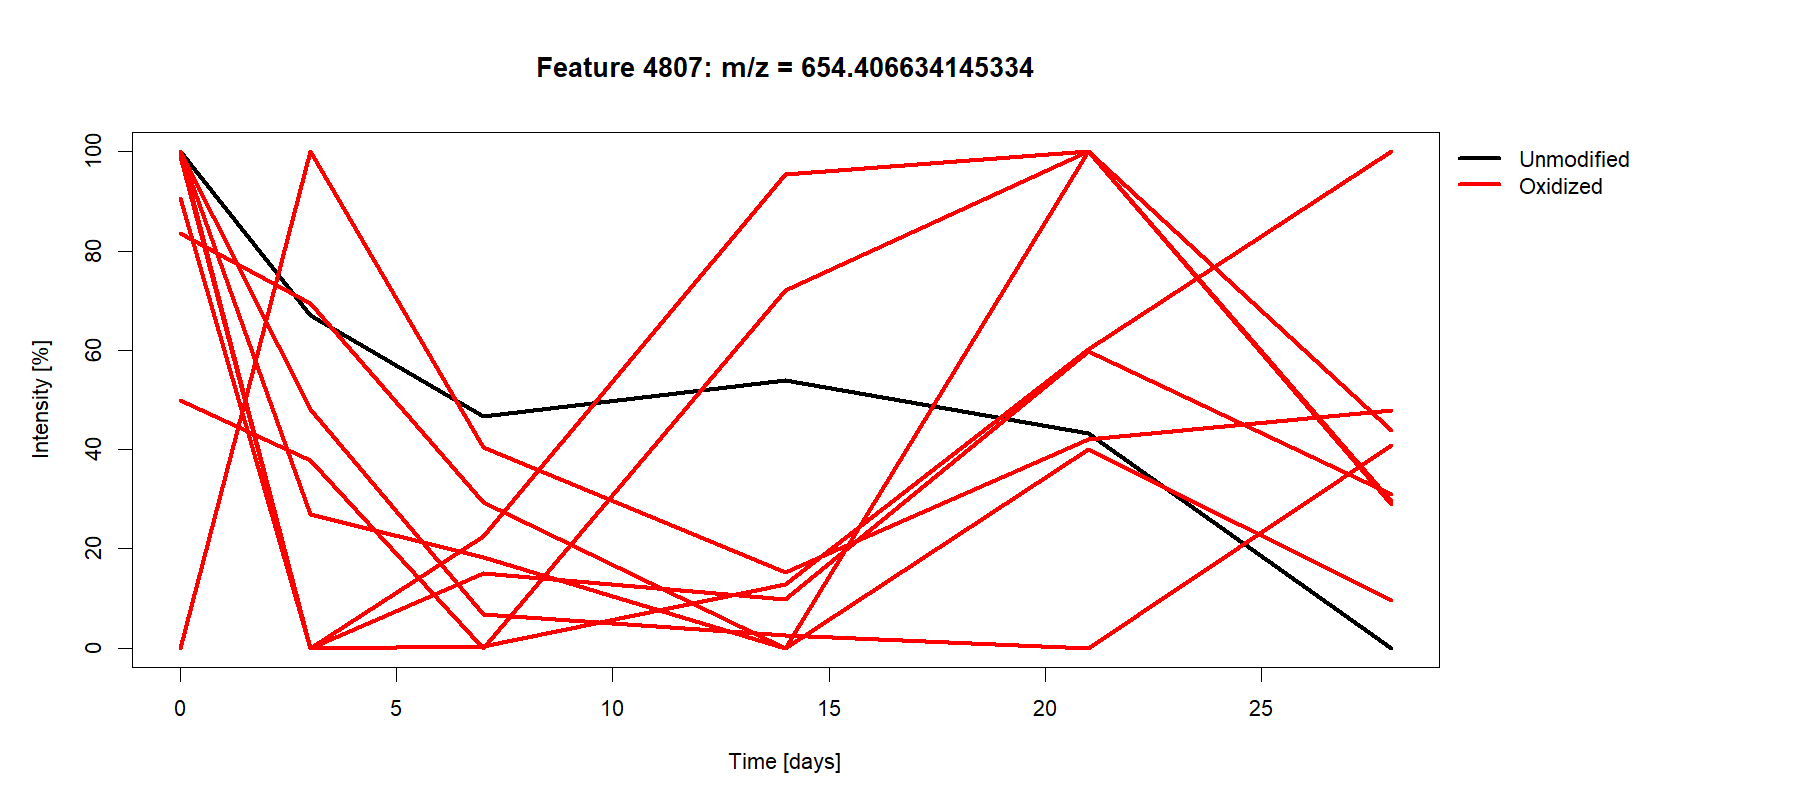 Feature 4807: m/z = 654.406634145334
Unmodified
Oxidized
Intensity [%]
100
80
60
40
20
0
0 5 10 15 20 25
Time [days]